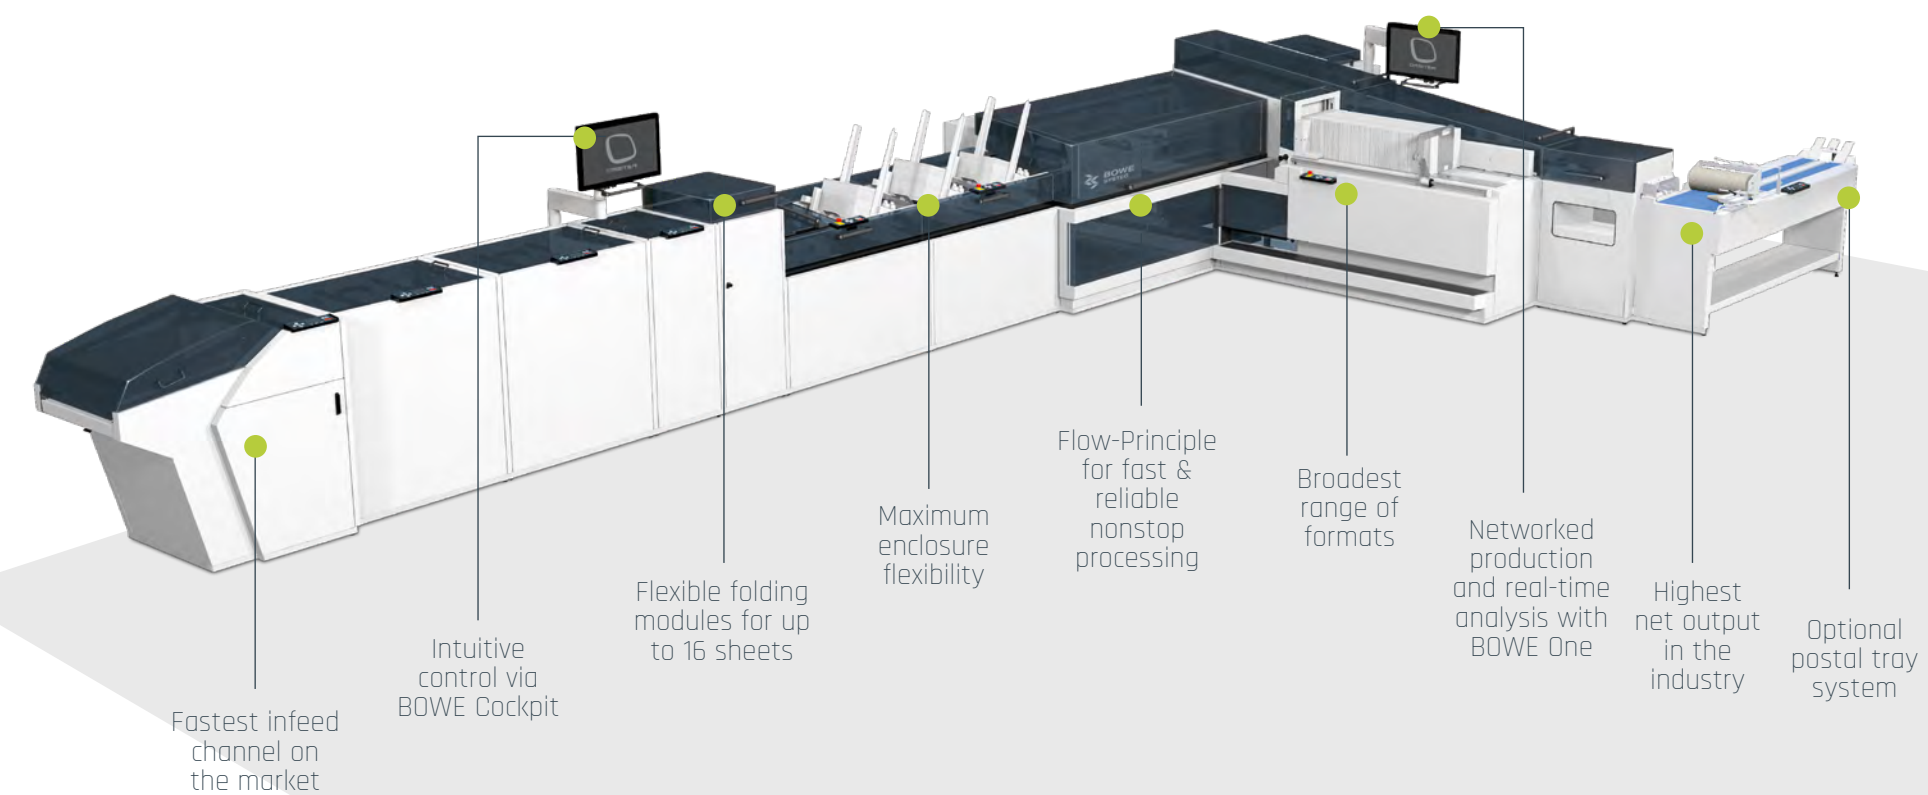 BOWE
SYSTEC
Fastest infeed
channel on
the market
Intuitive
control via
BOWE Cockpit
Flexible folding
modules for up
to 16 sheets
Maximum
enclosure
flexibility
Flow-Principle
for fast &
reliable
nonstop
processing
Broadest
range of
formats
Networked
production
and real-time
analysis with
BOWE One
Highest
net output
in the
industry
Optional
postal tray
system